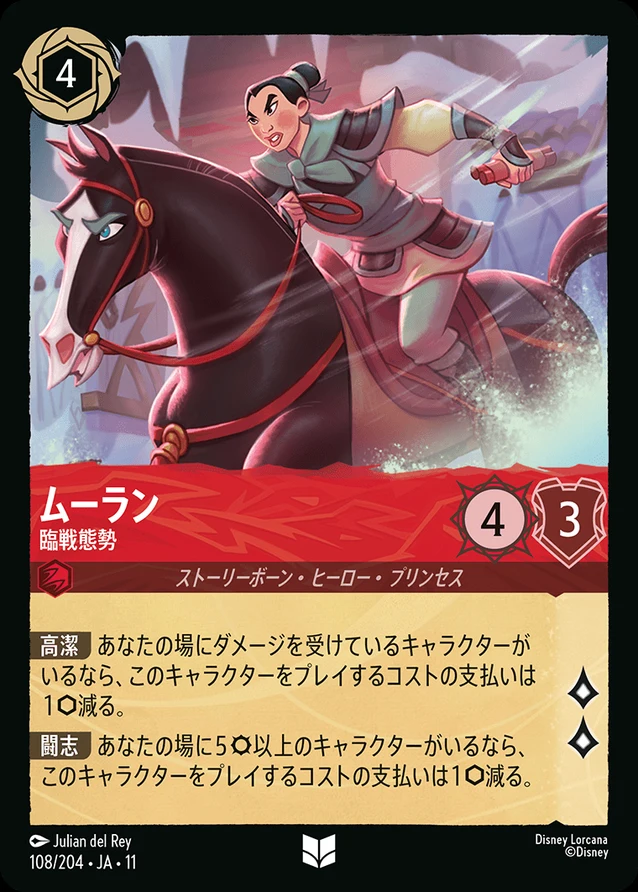 4
ムーラン
臨戦態勢
4
3
ストーリーボーン・ヒーロー・プリンセス
高潔 あなたの場にダメージを受けているキャラクターが
いるなら、このキャラクターをプレイするコストの支払いは
1⬡減る。
闘志 あなたの場に5¤以上のキャラクターがいるなら、
このキャラクターをプレイするコストの支払いは1⬡減る。
Julian del Rey
108/204・JA・11
Disney Lorcana
©Disney